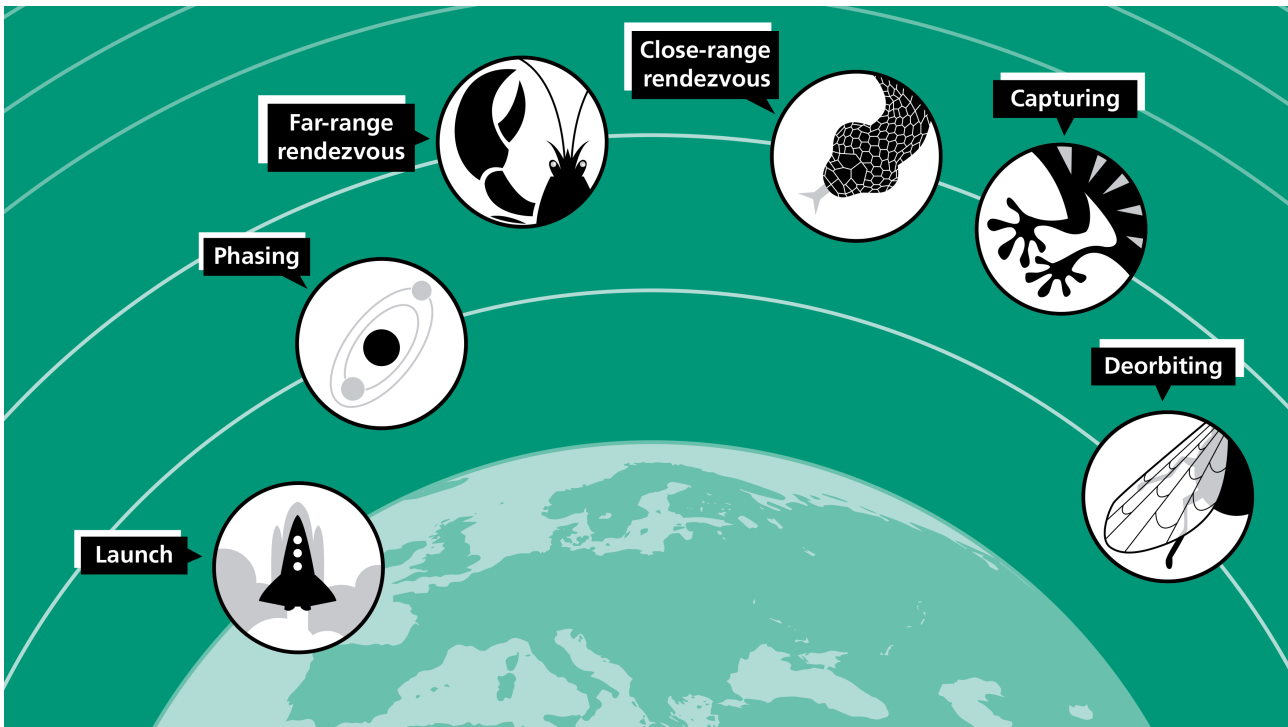 Launch
Phasing
Far-range
rendezvous
Close-range
rendezvous
Capturing
Deorbiting